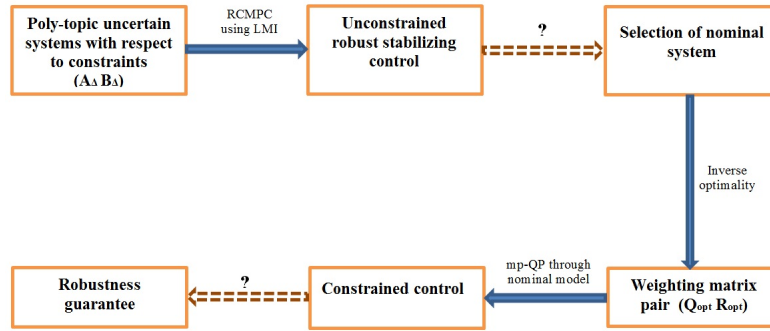 Poly-topic uncertain
systems with respect
to constraints
(AΔ BΔ)
RCMPC
using LMI
Unconstrained
robust stabilizing
control
?
Selection of nominal
system
Inverse
optimality
Weighting matrix
pair (Qopt Ropt)
mp-QP through
nominal model
Constrained control
?
Robustness
guarantee